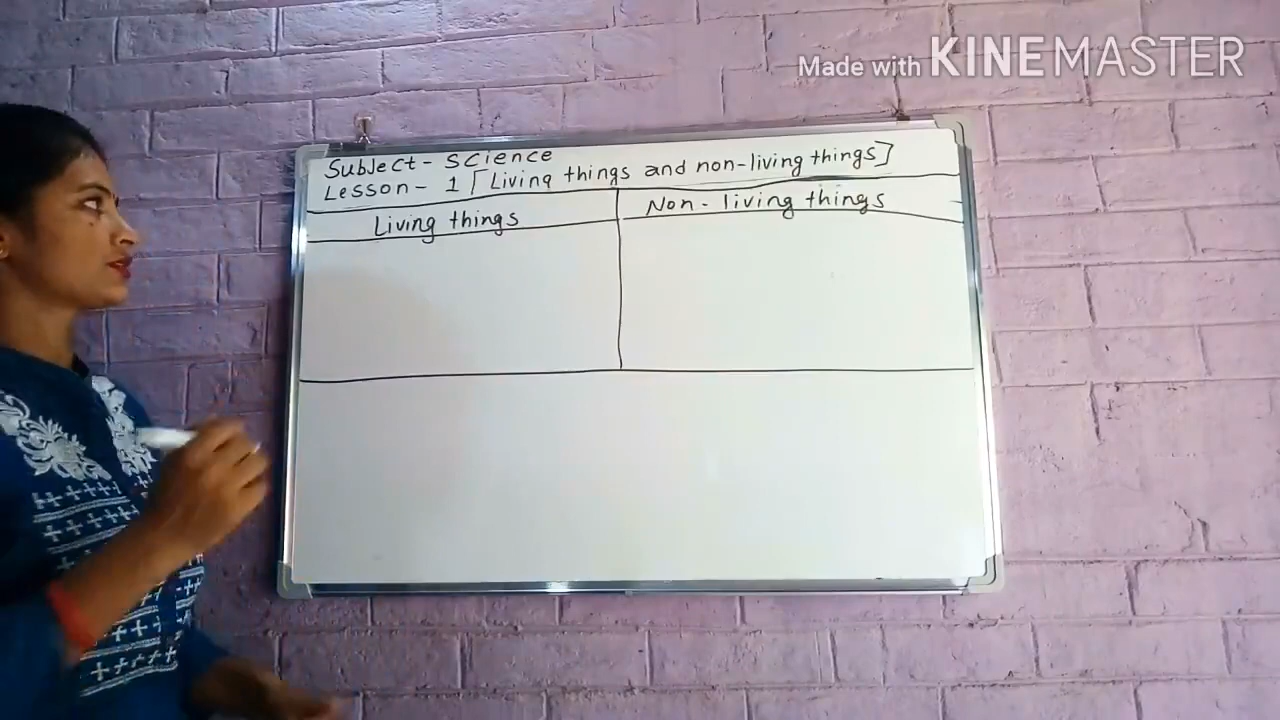 Made with KINEMASTER
Subject - Science
Lesson - 1 [Living things and non-living things]
Living things
Non-living things